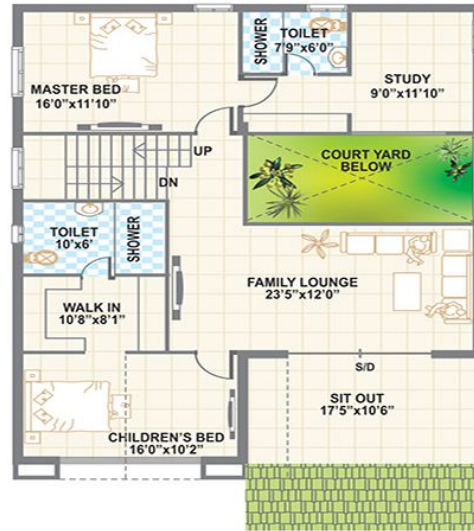 SHOWER
TOILET
7'9"x6'0"
MASTER BED
16'0"x11'10"
STUDY
9'0"x11'10"
UP
DN
COURT YARD
BELOW
TOILET
10'x6'
SHOWER
FAMILY LOUNGE
23'5"x12'0"
WALK IN
10'8"x8'1"
S/D
SIT OUT
17'5"x10'6"
CHILDREN'S BED
16'0"x10'2"